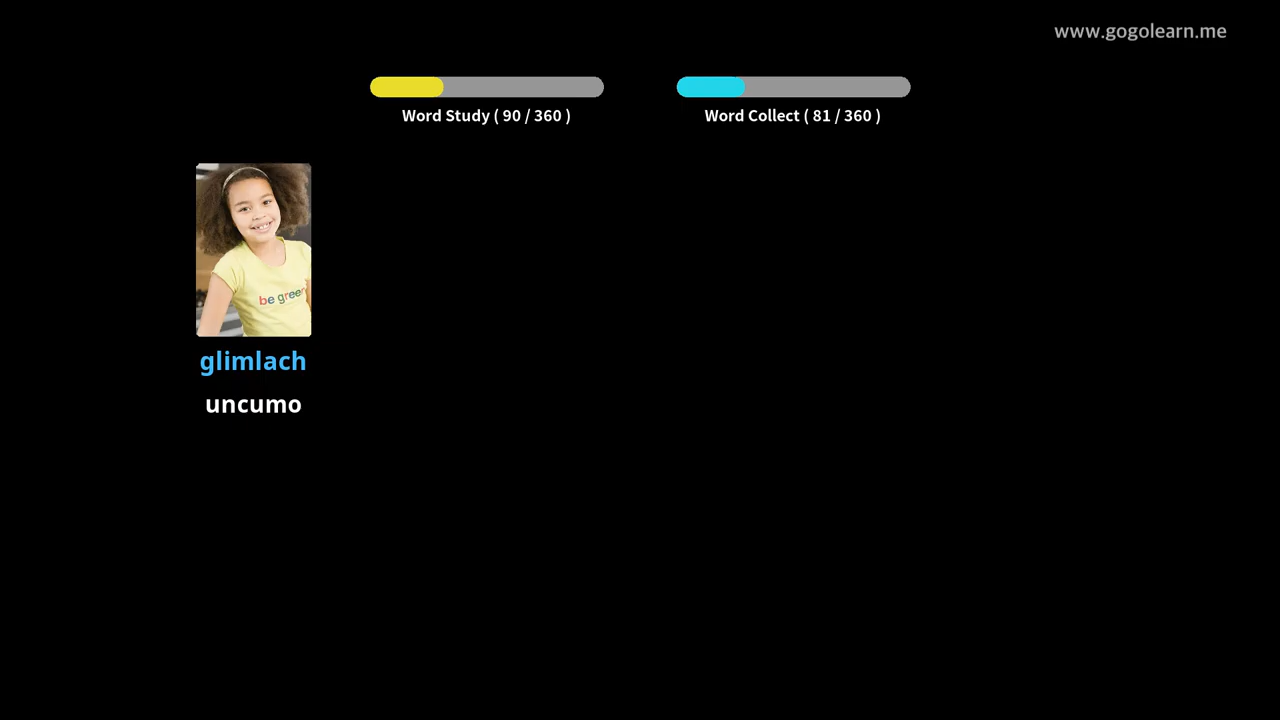 www.gogolearn.me
Word Study ( 90 / 360 )
Word Collect ( 81 / 360 )
be green
glimlach
uncumo